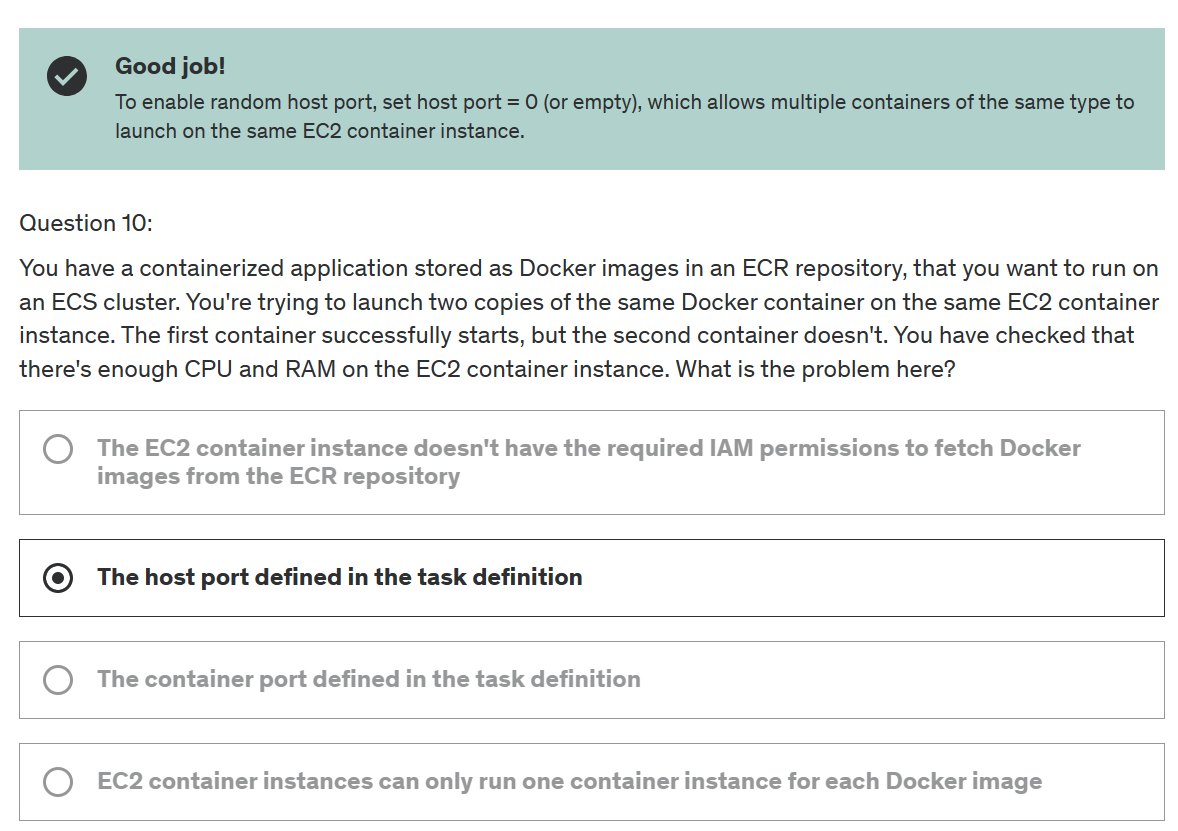 Good job!
To enable random host port, set host port = 0 (or empty), which allows multiple containers of the same type to
launch on the same EC2 container instance.
Question 10:
You have a containerized application stored as Docker images in an ECR repository, that you want to run on
an ECS cluster. You're trying to launch two copies of the same Docker container on the same EC2 container
instance. The first container successfully starts, but the second container doesn't. You have checked that
there's enough CPU and RAM on the EC2 container instance. What is the problem here?
The EC2 container instance doesn't have the required IAM permissions to fetch Docker
images from the ECR repository
The host port defined in the task definition
The container port defined in the task definition
EC2 container instances can only run one container instance for each Docker image